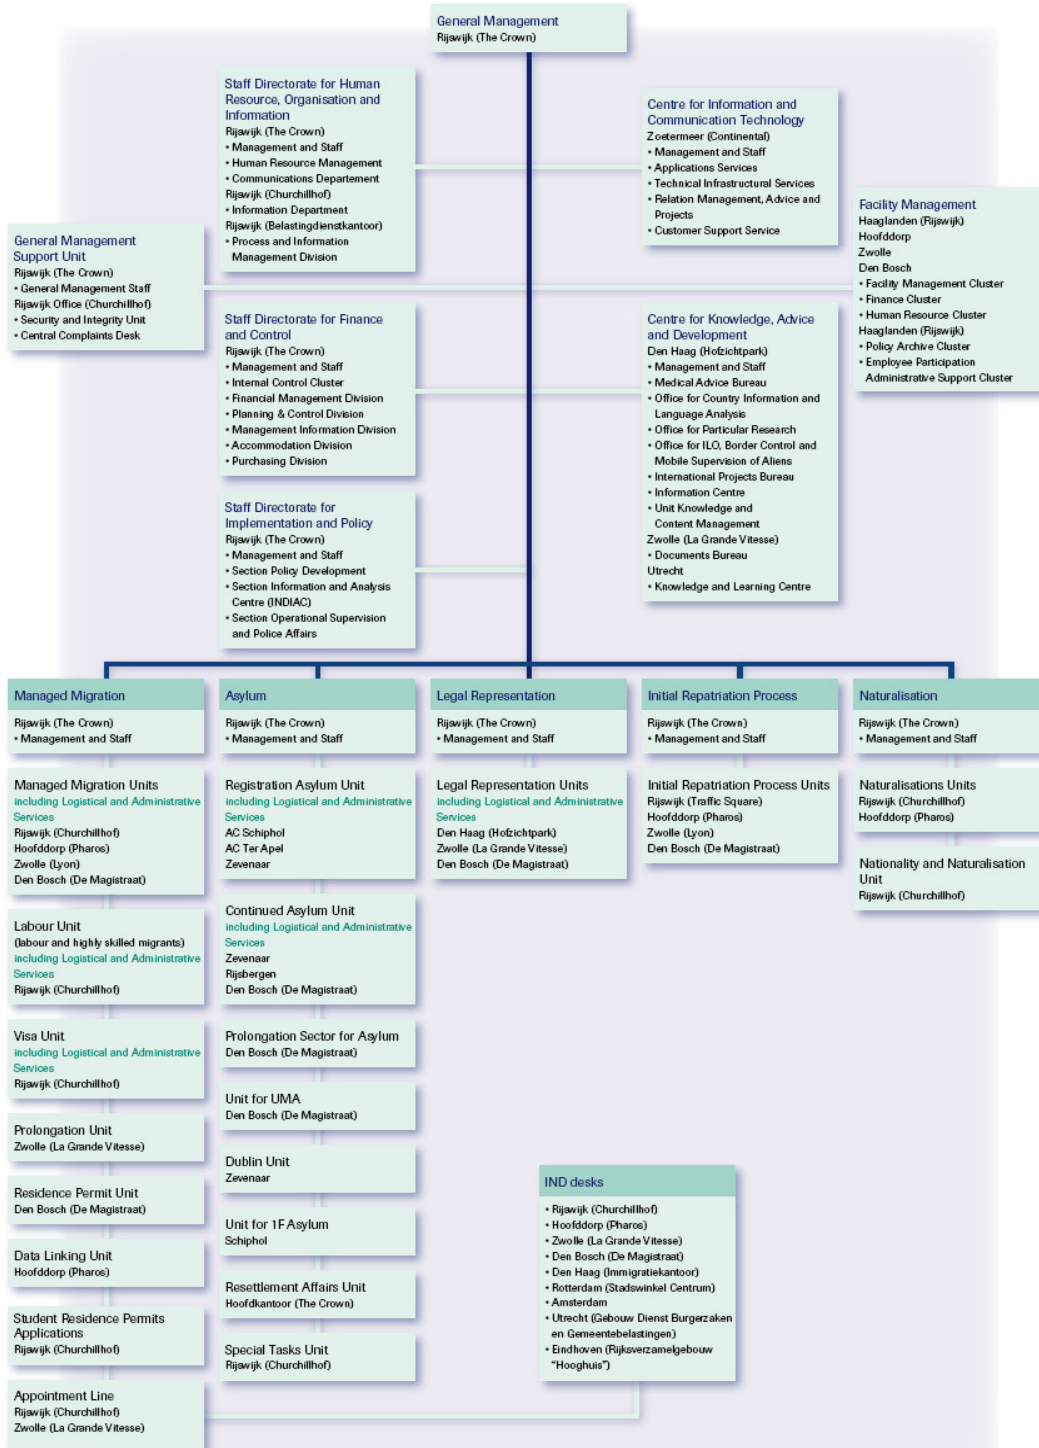 General Management
Rijswijk (The Crown)
Staff Directorate for Human
Resource, Organisation and
Information
Rijswijk (The Crown)
• Management and Staff
• Human Resource Management
• Communications Departement
Rijswijk (Churchillhof)
• Information Department
Rijswijk (Belastingdienstkantoor)
• Process and Information
Management Division
Centre for Information and
Communication Technology
Zoetermeer (Continental)
• Management and Staff
• Applications Services
• Technical Infrastructural Services
• Relation Management, Advice and
Projects
• Customer Support Service
General Management
Support Unit
Rijswijk (The Crown)
• General Management Staff
Rijswijk Office (Churchillhof)
• Security and Integrity Unit
• Central Complaints Desk
Facility Management
Haaglanden (Rijswijk)
Hoofddorp
Zwolle
Den Bosch
• Facility Management Cluster
• Finance Cluster
• Human Resource Cluster
Haaglanden (Rijswijk)
• Policy Archive Cluster
• Employee Participation
Administrative Support Cluster
Staff Directorate for Finance
and Control
Rijswijk (The Crown)
• Management and Staff
• Internal Control Cluster
• Financial Management Division
• Planning & Control Division
• Management Information Division
• Accommodation Division
• Purchasing Division
Centre for Knowledge, Advice
and Development
Den Haag (Hofzichtpark)
• Management and Staff
• Medical Advice Bureau
• Office for Country Information and
Language Analysis
• Office for Particular Research
• Office for ILO, Border Control and
Mobile Supervision of Aliens
• International Projects Bureau
• Information Centre
• Unit Knowledge and
Content Management
Zwolle (La Grande Vitesse)
• Documents Bureau
Utrecht
• Knowledge and Learning Centre
Staff Directorate for
Implementation and Policy
Rijswijk (The Crown)
• Management and Staff
• Section Policy Development
• Section Information and Analysis
Centre (INDIAC)
• Section Operational Supervision
and Police Affairs
Managed Migration
Rijswijk (The Crown)
• Management and Staff
Managed Migration Units
including Logistical and Administrative
Services
Rijswijk (Churchillhof)
Hoofddorp (Pharos)
Zwolle (Lyon)
Den Bosch (De Magistraat)
Labour Unit
(labour and highly skilled migrants)
including Logistical and Administrative
Services
Rijswijk (Churchillhof)
Visa Unit
including Logistical and Administrative
Services
Rijswijk (Churchillhof)
Prolongation Unit
Zwolle (La Grande Vitesse)
Residence Permit Unit
Den Bosch (De Magistraat)
Data Linking Unit
Hoofddorp (Pharos)
Student Residence Permits
Applications
Rijswijk (Churchillhof)
Appointment Line
Rijswijk (Churchillhof)
Zwolle (La Grande Vitesse)
Asylum
Rijswijk (The Crown)
• Management and Staff
Registration Asylum Unit
including Logistical and Administrative
Services
AC Schiphol
AC Ter Apel
Zevenaar
Continued Asylum Unit
including Logistical and Administrative
Services
Zevenaar
Rijsbergen
Den Bosch (De Magistraat)
Prolongation Sector for Asylum
Den Bosch (De Magistraat)
Unit for UMA
Den Bosch (De Magistraat)
Dublin Unit
Zevenaar
Unit for 1F Asylum
Schiphol
Resettlement Affairs Unit
Hoofdkantoor (The Crown)
Special Tasks Unit
Rijswijk (Churchillhof)
Legal Representation
Rijswijk (The Crown)
• Management and Staff
Legal Representation Units
including Logistical and Administrative
Services
Den Haag (Hofzichtpark)
Zwolle (La Grande Vitesse)
Den Bosch (De Magistraat)
Initial Repatriation Process
Rijswijk (The Crown)
• Management and Staff
Initial Repatriation Process Units
Rijswijk (Traffic Square)
Hoofddorp (Pharos)
Zwolle (Lyon)
Den Bosch (De Magistraat)
Naturalisation
Rijswijk (The Crown)
• Management and Staff
Naturalisations Units
Rijswijk (Churchillhof)
Hoofddorp (Pharos)
Nationality and Naturalisation
Unit
Rijswijk (Churchillhof)
IND desks
• Rijswijk (Churchillhof)
• Hoofddorp (Pharos)
• Zwolle (La Grande Vitesse)
• Den Bosch (De Magistraat)
• Den Haag (Immigratiekantoor)
• Rotterdam (Stadswinkel Centrum)
• Amsterdam
• Utrecht (Gebouw Dienst Burgerzaken
en Gemeentebelastingen)
• Eindhoven (Rijksverzamelgebouw
"Hooghuis")